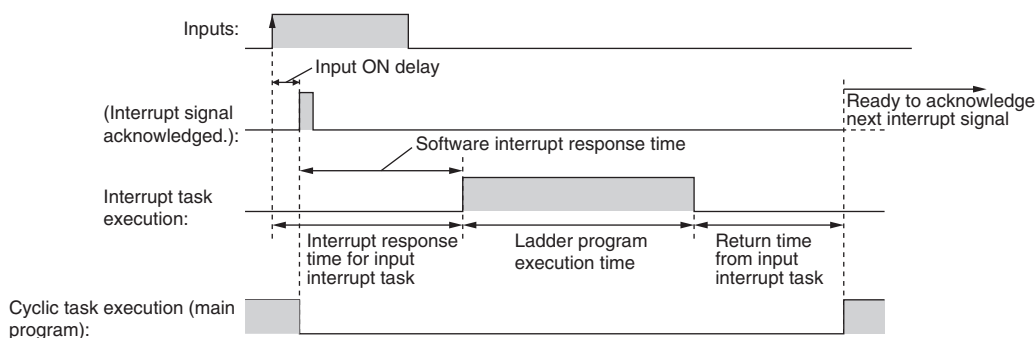 Inputs:
Input ON delay
(Interrupt signal
acknowledged.):
Ready to acknowledge
next interrupt signal
Software interrupt response time
Interrupt task
execution:
Interrupt response
time for input
interrupt task
Ladder program
execution time
Return time
from input
interrupt task
Cyclic task execution (main
program):